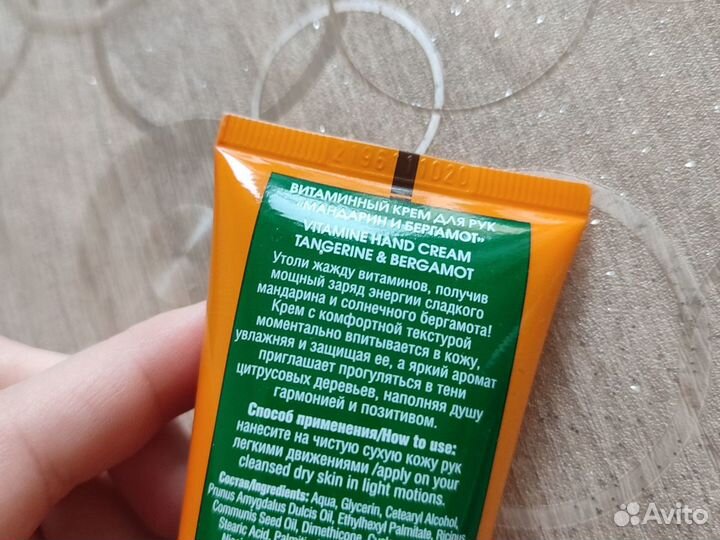 2196 1 1020
ВИТАМИННЫЙ КРЕМ ДЛЯ РУК
«МАНДАРИН И БЕРГАМОТ»
VITAMINE HAND CREAM
TANGERINE & BERGAMOT
Утоли жажду витаминов, получив
мощный заряд энергии сладкого
мандарина и солнечного бергамота!
Крем с комфортной текстурой
моментально впитывается в кожу,
увлажняя и защищая ее, а яркий аромат
приглашает прогуляться в тени
цитрусовых деревьев, наполняя душу
гармонией и позитивом.
Способ применения/How to use:
нанесите на чистую сухую кожу рук
легкими движениями /apply on your
cleansed dry skin in light motions.
Состав/Ingredients: Aqua, Glycerin, Cetearyl Alcohol,
Prunus Amygdalus Dulcis Oil, Ethylhexyl Palmitate, Ricinus
Communis Seed Oil, Dimethicone,
Stearic Acid,
Avito